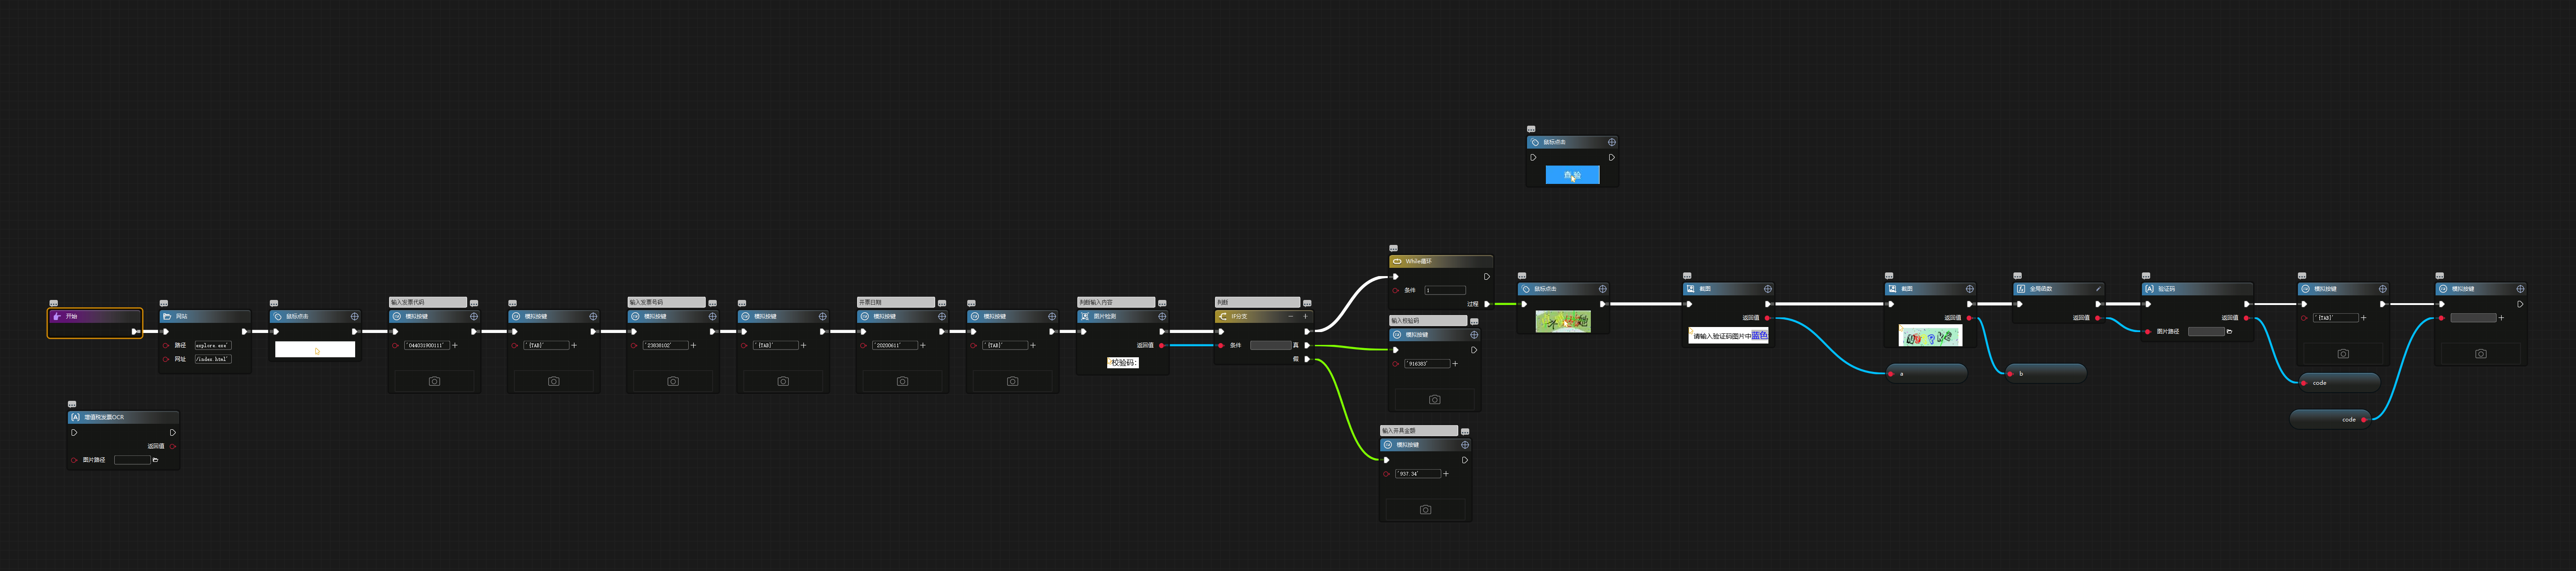 鼠标点击
查验
While循环
条件
1
过程
开始
网站
路径
explore.exe'
网址
/index.html'
鼠标点击
输入发票代码
模拟按键
'044031900111'
模拟按键
'{TAB}'
输入发票号码
模拟按键
'23838102'
模拟按键
'{TAB}'
开票日期
模拟按键
'20200611'
模拟按键
'{TAB}'
判断输入内容
图片检测
返回值
校验码:
判断
IF分支
条件
真
假
输入校验码
模拟按键
'916383'
输入开具金额
模拟按键
'937.34'
鼠标点击
截图
返回值
请输入验证码图片中蓝色
a
截图
返回值
b
全局函数
返回值
验证码
返回值
图片路径
模拟按键
'{TAB}'
code
code
模拟按键
增值税发票OCR
返回值
图片路径